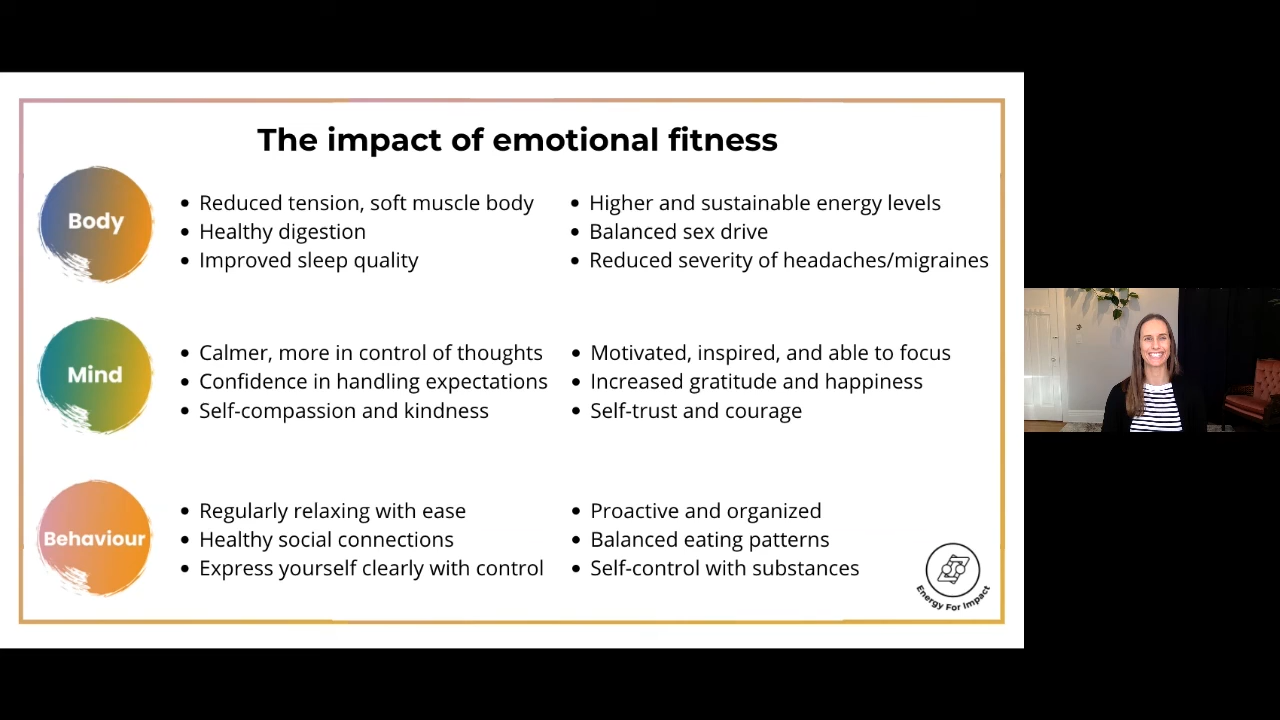 The impact of emotional fitness
Body
• Reduced tension, soft muscle body
• Healthy digestion
• Improved sleep quality
• Higher and sustainable energy levels
• Balanced sex drive
• Reduced severity of headaches/migraines
Mind
• Calmer, more in control of thoughts
• Confidence in handling expectations
• Self-compassion and kindness
• Motivated, inspired, and able to focus
• Increased gratitude and happiness
• Self-trust and courage
Behaviour
• Regularly relaxing with ease
• Healthy social connections
• Express yourself clearly with control
• Proactive and organized
• Balanced eating patterns
• Self-control with substances
Energy For Impact